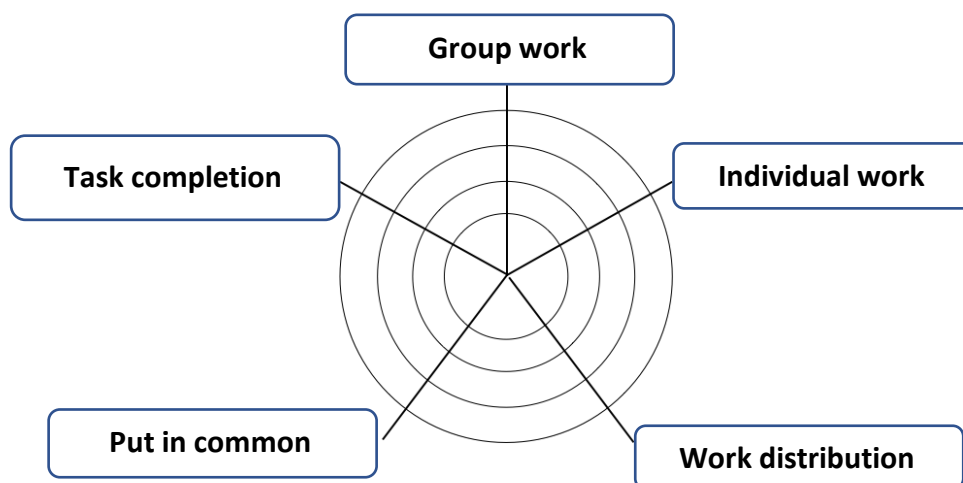 Group work
Task completion
Individual work
Put in common
Work distribution